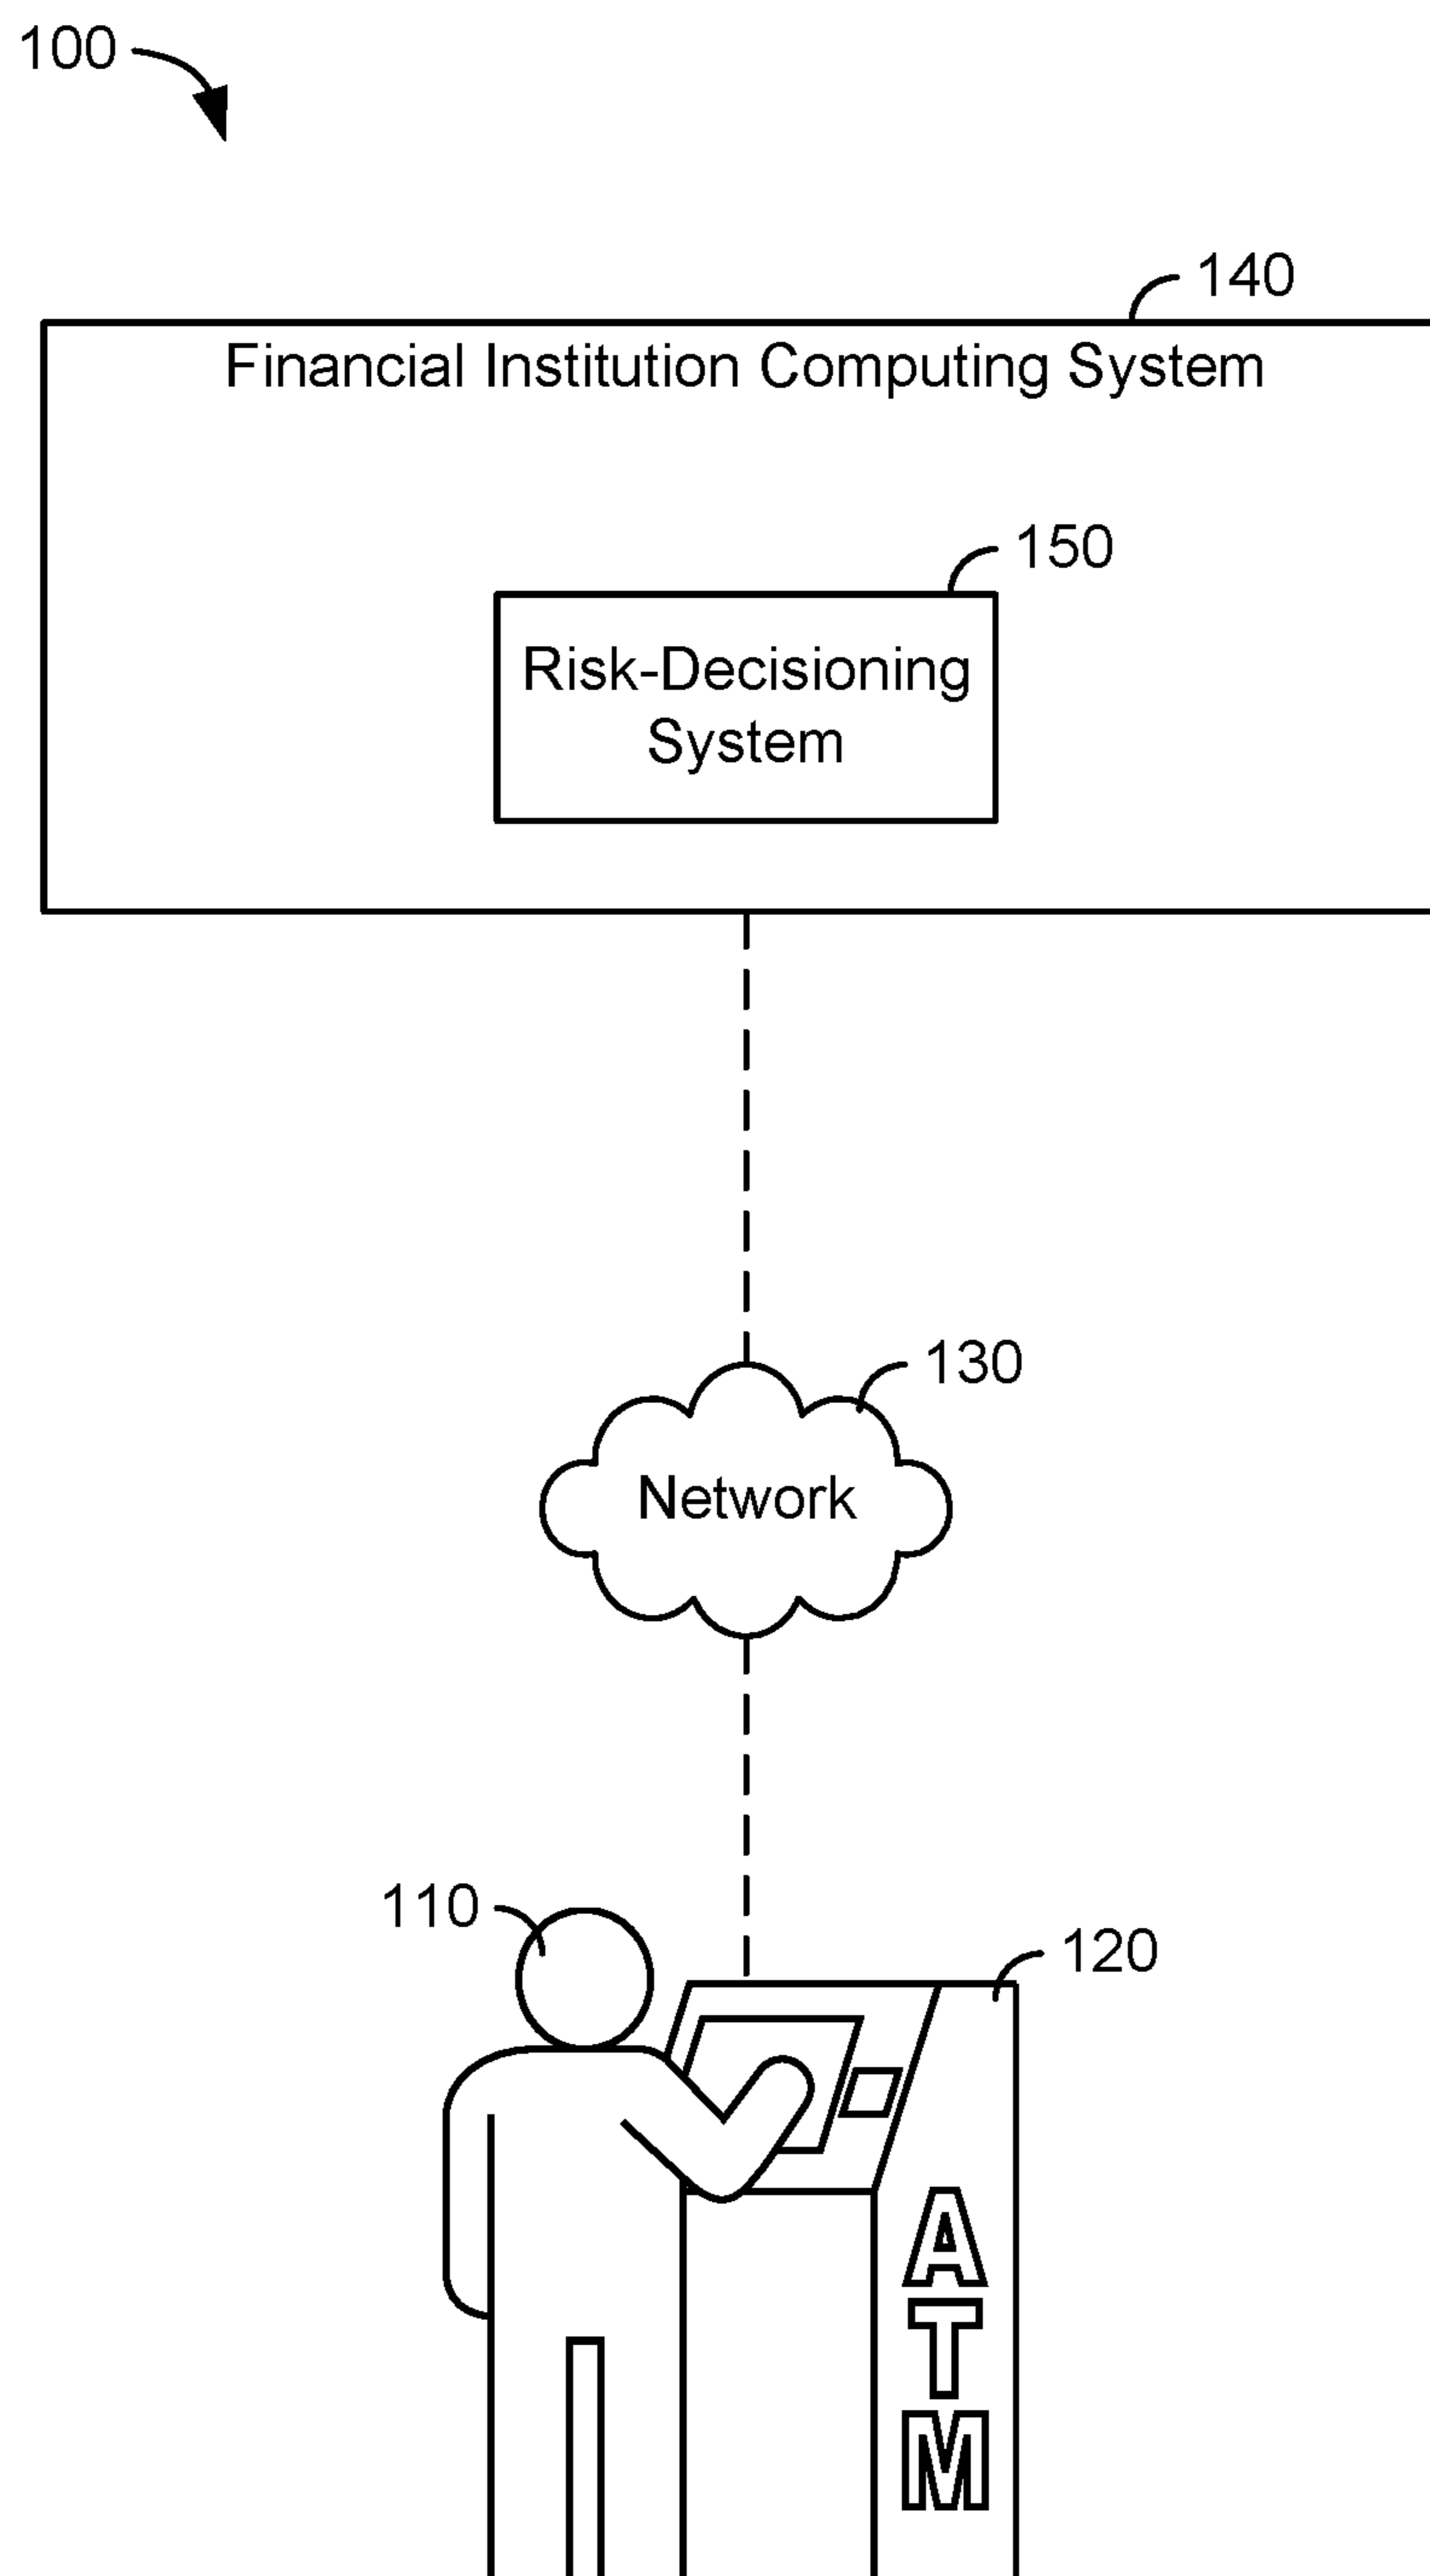 100
140
Financial Institution Computing System
150
Risk-Decisioning
System
130
Network
110
120
A
T
M